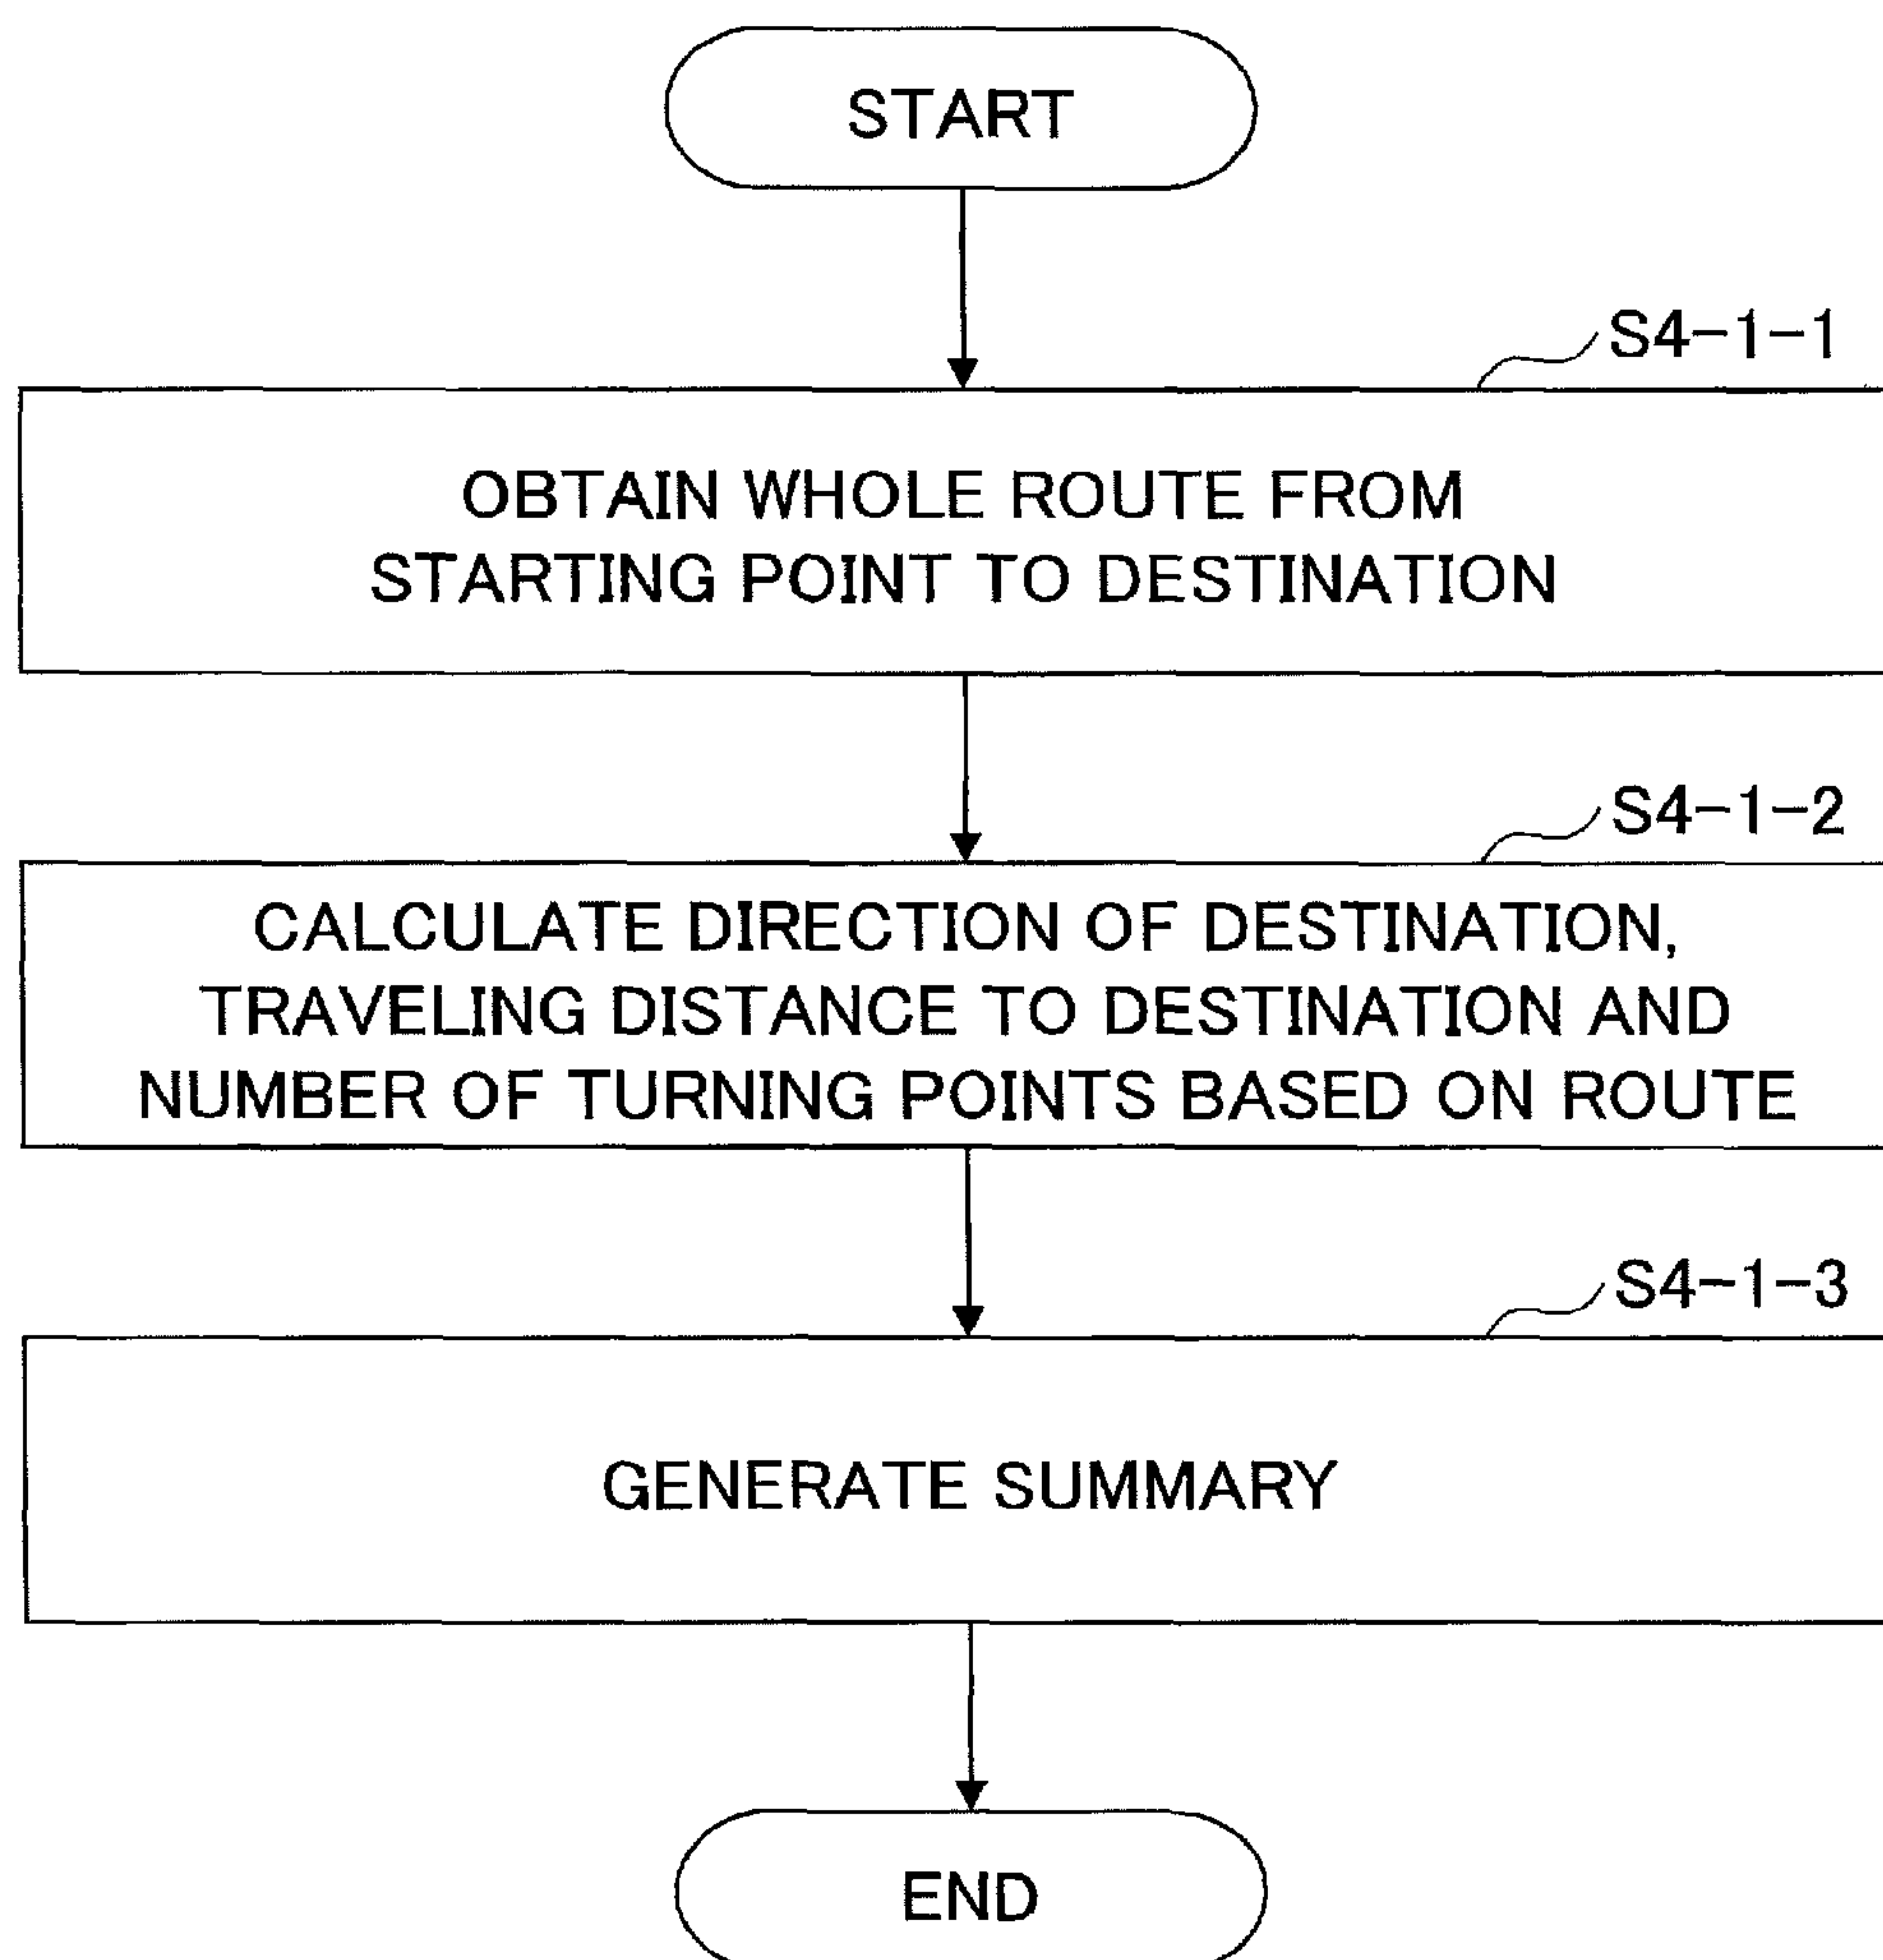 START
S4-1-1
OBTAIN WHOLE ROUTE FROM
STARTING POINT TO DESTINATION
S4-1-2
CALCULATE DIRECTION OF DESTINATION,
TRAVELING DISTANCE TO DESTINATION AND
NUMBER OF TURNING POINTS BASED ON ROUTE
S4-1-3
GENERATE SUMMARY
END